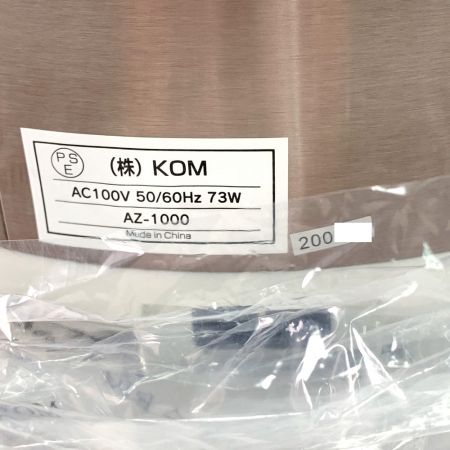 PSE
(株) KOM
AC100V 50/60Hz 73W
AZ-1000
Made in China
200